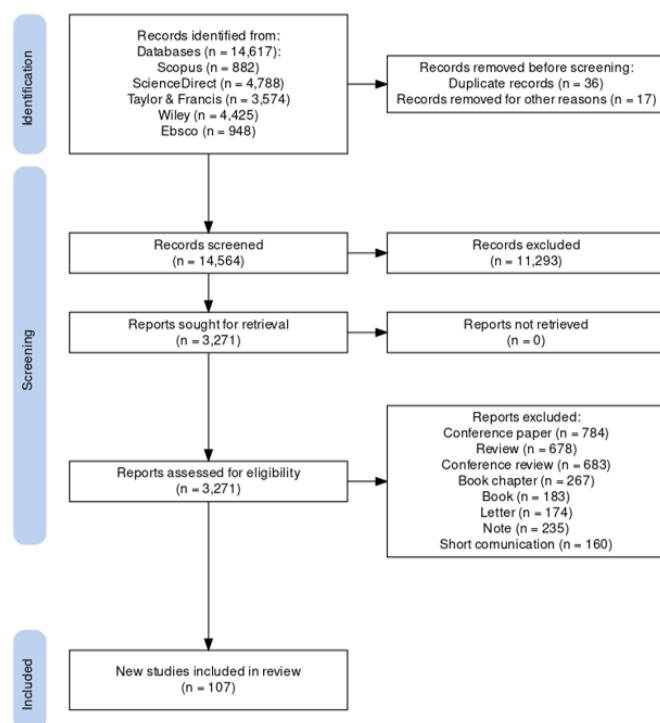 Identification
Records identified from:
Databases (n = 14,617):
Scopus (n = 882)
ScienceDirect (n = 4,788)
Taylor & Francis (n = 3,574)
Wiley (n = 4,425)
Ebsco (n = 948)
Records removed before screening:
Duplicate records (n = 36)
Records removed for other reasons (n = 17)
Screening
Records screened
(n = 14,564)
Records excluded
(n = 11,293)
Reports sought for retrieval
(n = 3,271)
Reports not retrieved
(n = 0)
Reports assessed for eligibility
(n = 3,271)
Reports excluded:
Conference paper (n = 784)
Review (n = 678)
Conference review (n = 683)
Book chapter (n = 267)
Book (n = 183)
Letter (n = 174)
Note (n = 235)
Short comunication (n = 160)
Included
New studies included in review
(n = 107)